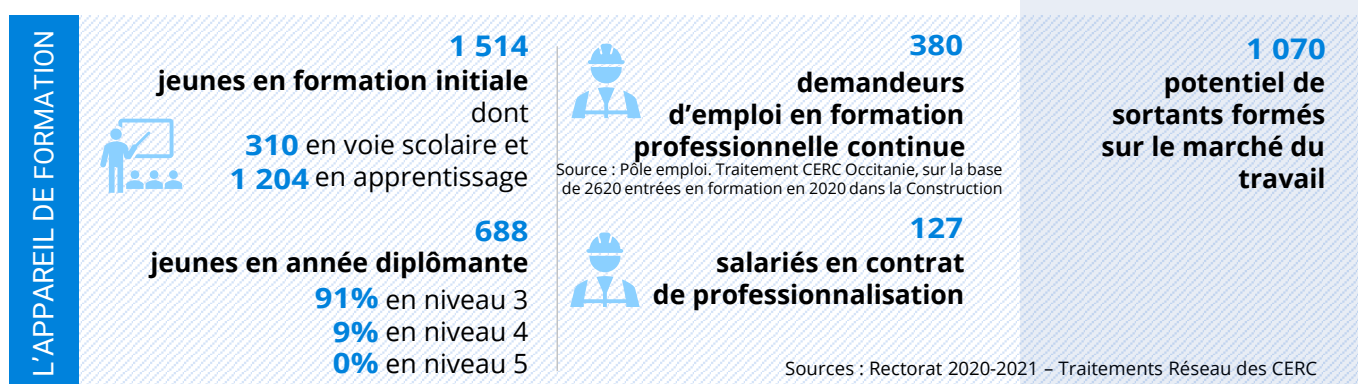 L'APPAREIL DE FORMATION
1 514
jeunes en formation initiale
dont
310 en voie scolaire et
1 204 en apprentissage
688
jeunes en année diplômante
91% en niveau 3
9% en niveau 4
0% en niveau 5
380
demandeurs
d'emploi en formation
professionnelle continue
Source : Pôle emploi. Traitement CERC Occitanie, sur la base
de 2620 entrées en formation en 2020 dans la Construction
127
salariés en contrat
de professionnalisation
1 070
potentiel de
sortants formés
sur le marché du
travail
Sources : Rectorat 2020-2021 – Traitements Réseau des CERC